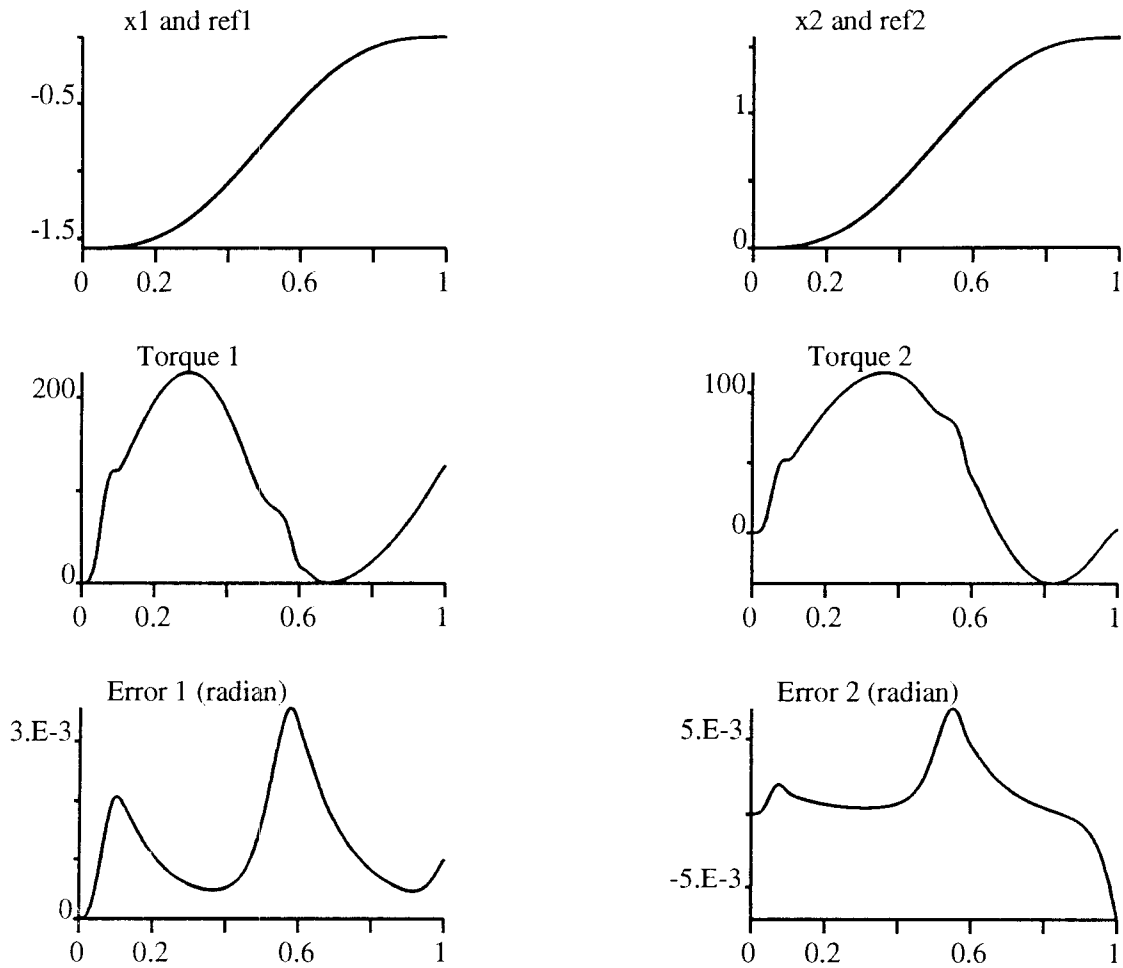 x1 and ref1
-0.5
-1.5
0 0.2 0.6 1
x2 and ref2
1
0
0 0.2 0.6 1
Torque 1
200
0
0 0.2 0.6 1
Torque 2
100
0
0 0.2 0.6 1
Error 1 (radian)
3.E-3
0
0 0.2 0.6 1
Error 2 (radian)
5.E-3
-5.E-3
0 0.2 0.6 1